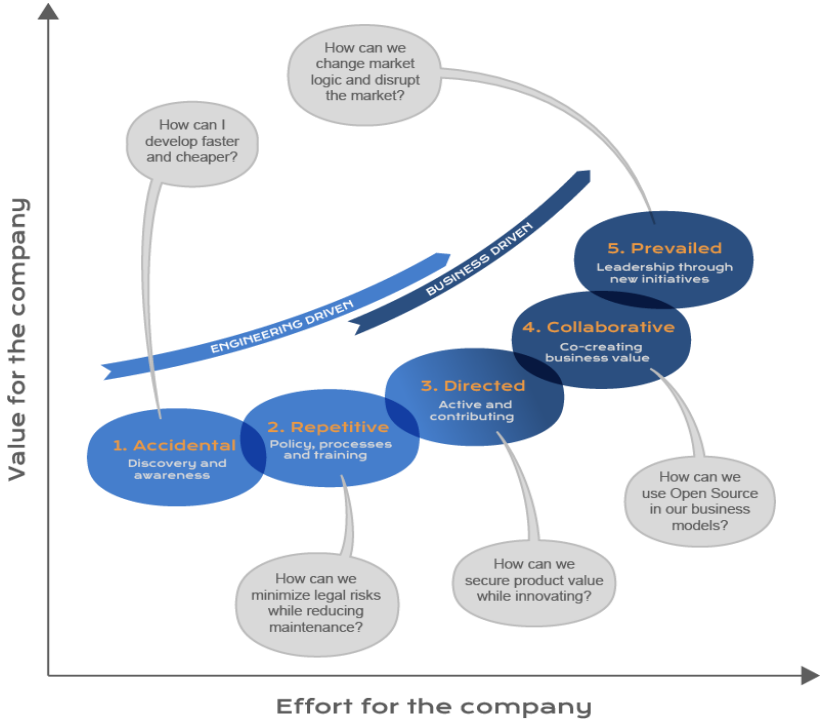 How can we
change market
logic and disrupt
the market?
How can I
develop faster
and cheaper?
ENGINEERING DRIVEN
BUSINESS DRIVEN
5. Prevailed
Leadership through
new initiatives
4. Collaborative
Co-creating
business value
3. Directed
Active and
contributing
2. Repetitive
Policy, processes
and training
1. Accidental
Discovery and
awareness
How can we
use Open Source
in our business
models?
How can we
secure product value
while innovating?
How can we
minimize legal risks
while reducing
maintenance?
Value for the company
Effort for the company